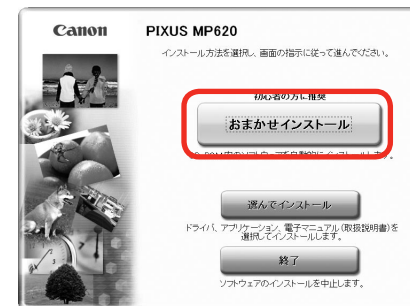 Canon
PIXUS MP620
インストール方法を選択し、画面の指示に従って進んでください。
初心者の方に推奨
おまかせインストール
選んでインストール
ドライバ、アプリケーション、電子マニュアル(取扱説明書)を
選択してインストールします。
終了
ソフトウェアのインストールを中止します。